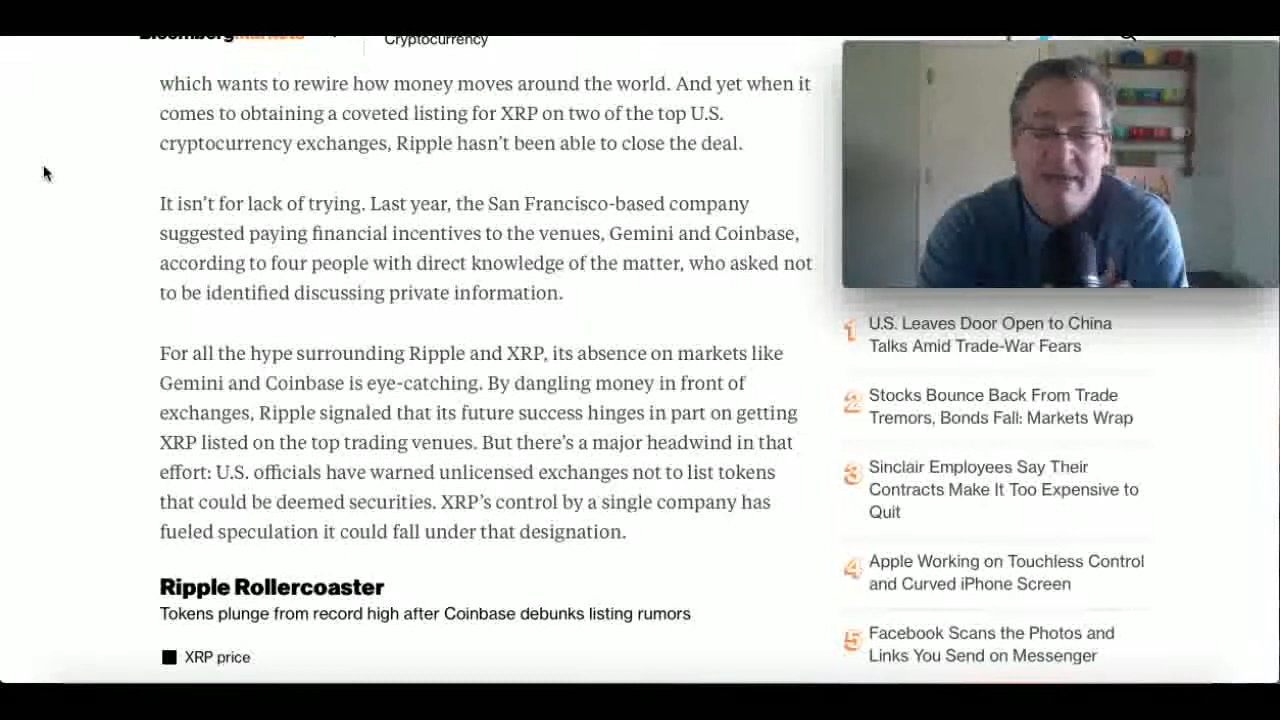 BloombergMarkets
Cryptocurrency
which wants to rewire how money moves around the world. And yet when it
comes to obtaining a coveted listing for XRP on two of the top U.S.
cryptocurrency exchanges, Ripple hasn't been able to close the deal.
It isn't for lack of trying. Last year, the San Francisco-based company
suggested paying financial incentives to the venues, Gemini and Coinbase,
according to four people with direct knowledge of the matter, who asked not
to be identified discussing private information.
For all the hype surrounding Ripple and XRP, its absence on markets like
Gemini and Coinbase is eye-catching. By dangling money in front of
exchanges, Ripple signaled that its future success hinges in part on getting
XRP listed on the top trading venues. But there's a major headwind in that
effort: U.S. officials have warned unlicensed exchanges not to list tokens
that could be deemed securities. XRP's control by a single company has
fueled speculation it could fall under that designation.
Ripple Rollercoaster
Tokens plunge from record high after Coinbase debunks listing rumors
XRP price
1 U.S. Leaves Door Open to China
Talks Amid Trade-War Fears
2 Stocks Bounce Back From Trade
Tremors, Bonds Fall: Markets Wrap
3 Sinclair Employees Say Their
Contracts Make It Too Expensive to
Quit
4 Apple Working on Touchless Control
and Curved iPhone Screen
5 Facebook Scans the Photos and
Links You Send on Messenger